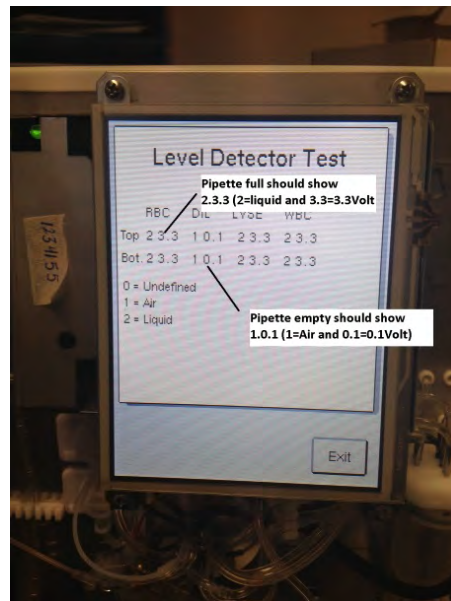 Level Detector Test
Pipette full should show
2.3.3 (2=liquid and 3.3=3.3Volt
RBC DIL LYSE WBC
Top 2 3.3 1 0.1 2 3.3 2 3.3
Bot. 2 3.3 1 0.1 2 3.3 2 3.3
0 = Undefined
1 = Air
2 = Liquid
Pipette empty should show
1.0.1 (1=Air and 0.1=0.1Volt)
Exit